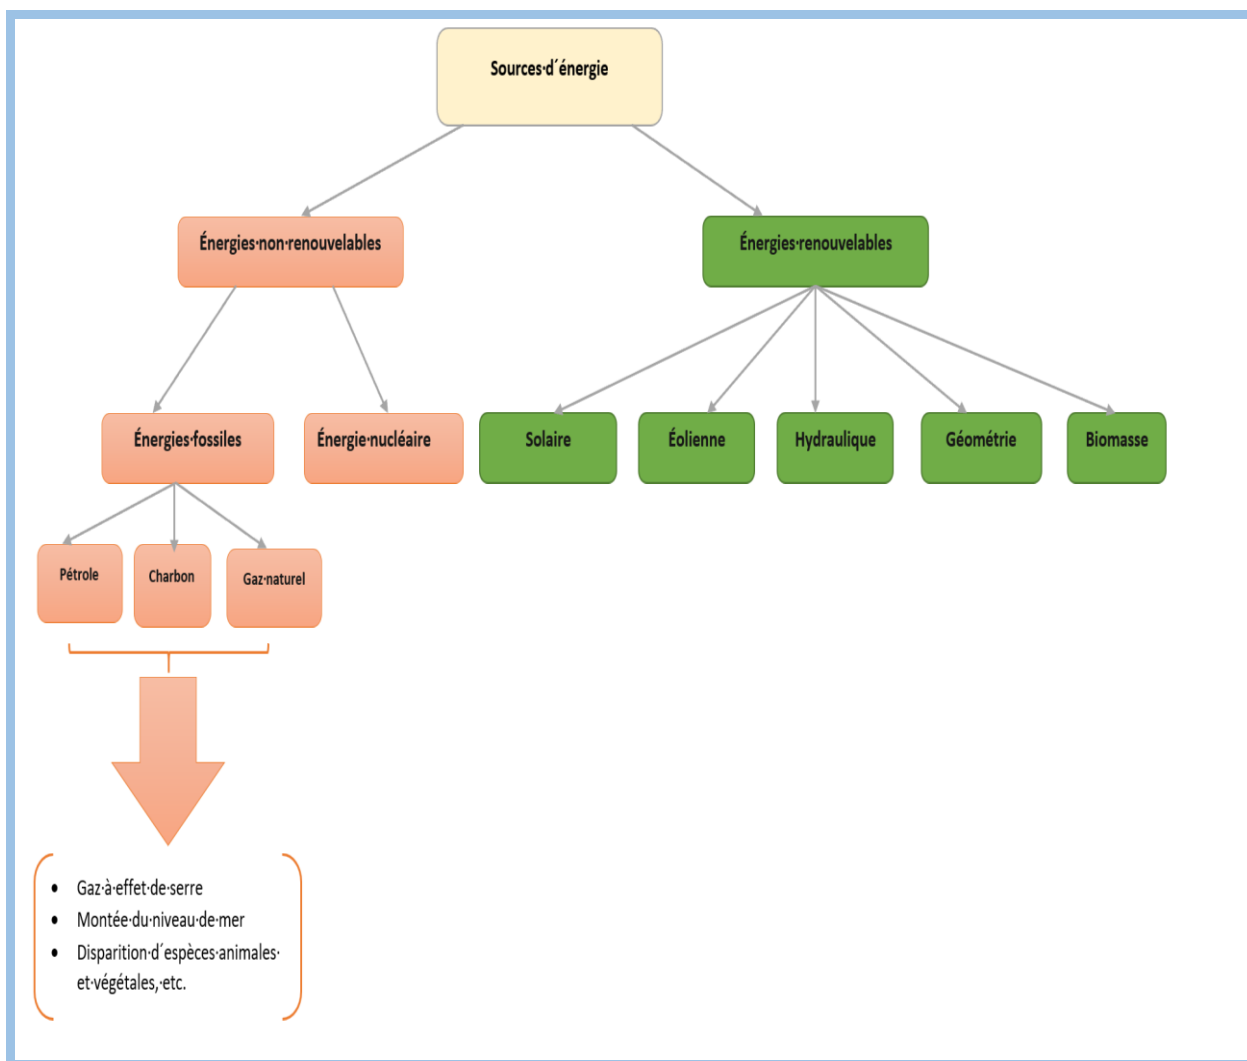 Sources·d´énergie
Énergies·non·renouvelables
Énergies·renouvelables
Énergies·fossiles
Énergie·nucléaire
Solaire
Éolienne
Hydraulique
Géométrie
Biomasse
Pétrole
Charbon
Gaz·naturel
• Gaz·à·effet·de·serre
• Montée·du·niveau·de·mer
• Disparition·d´espèces·animales·
et·végétales,·etc.